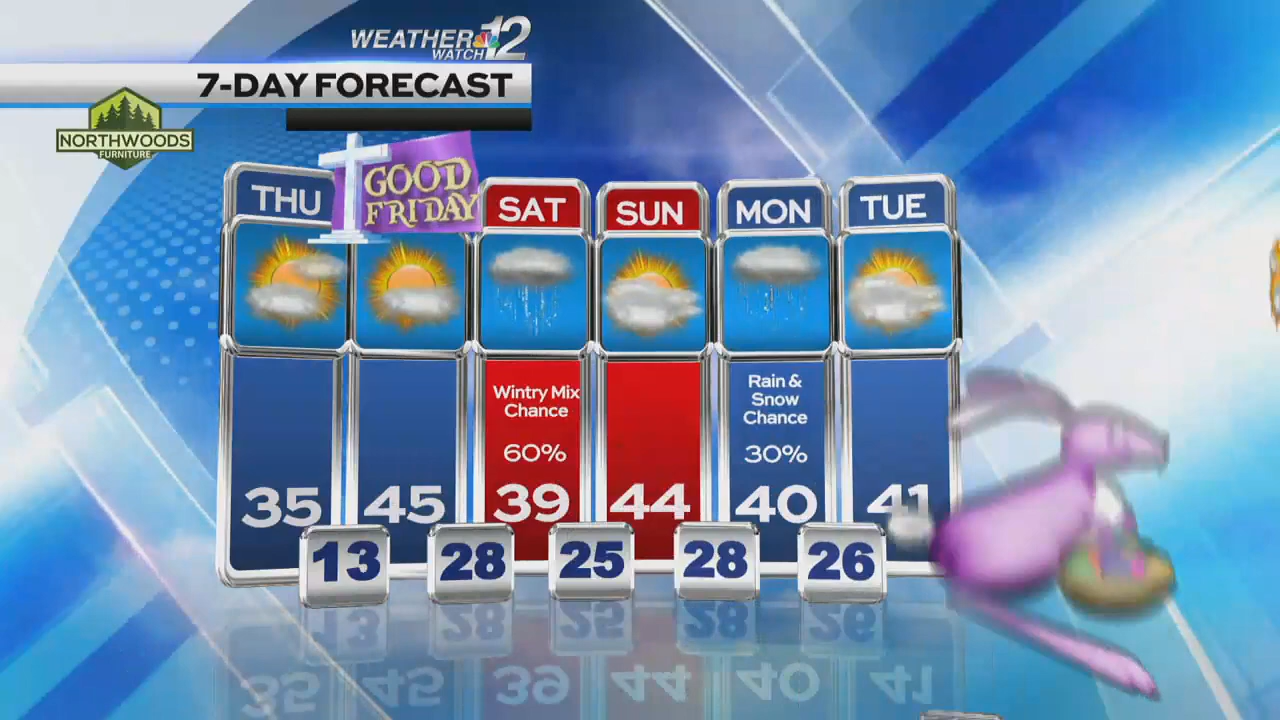 WEATHER
WATCH 12
7-DAY FORECAST
NORTHWOODS
FURNITURE
THU
GOOD
FRIDAY
SAT
SUN
MON
TUE
Wintry Mix
Chance
60%
Rain &
Snow
Chance
30%
35
45
39
44
40
41
13
28
25
28
26